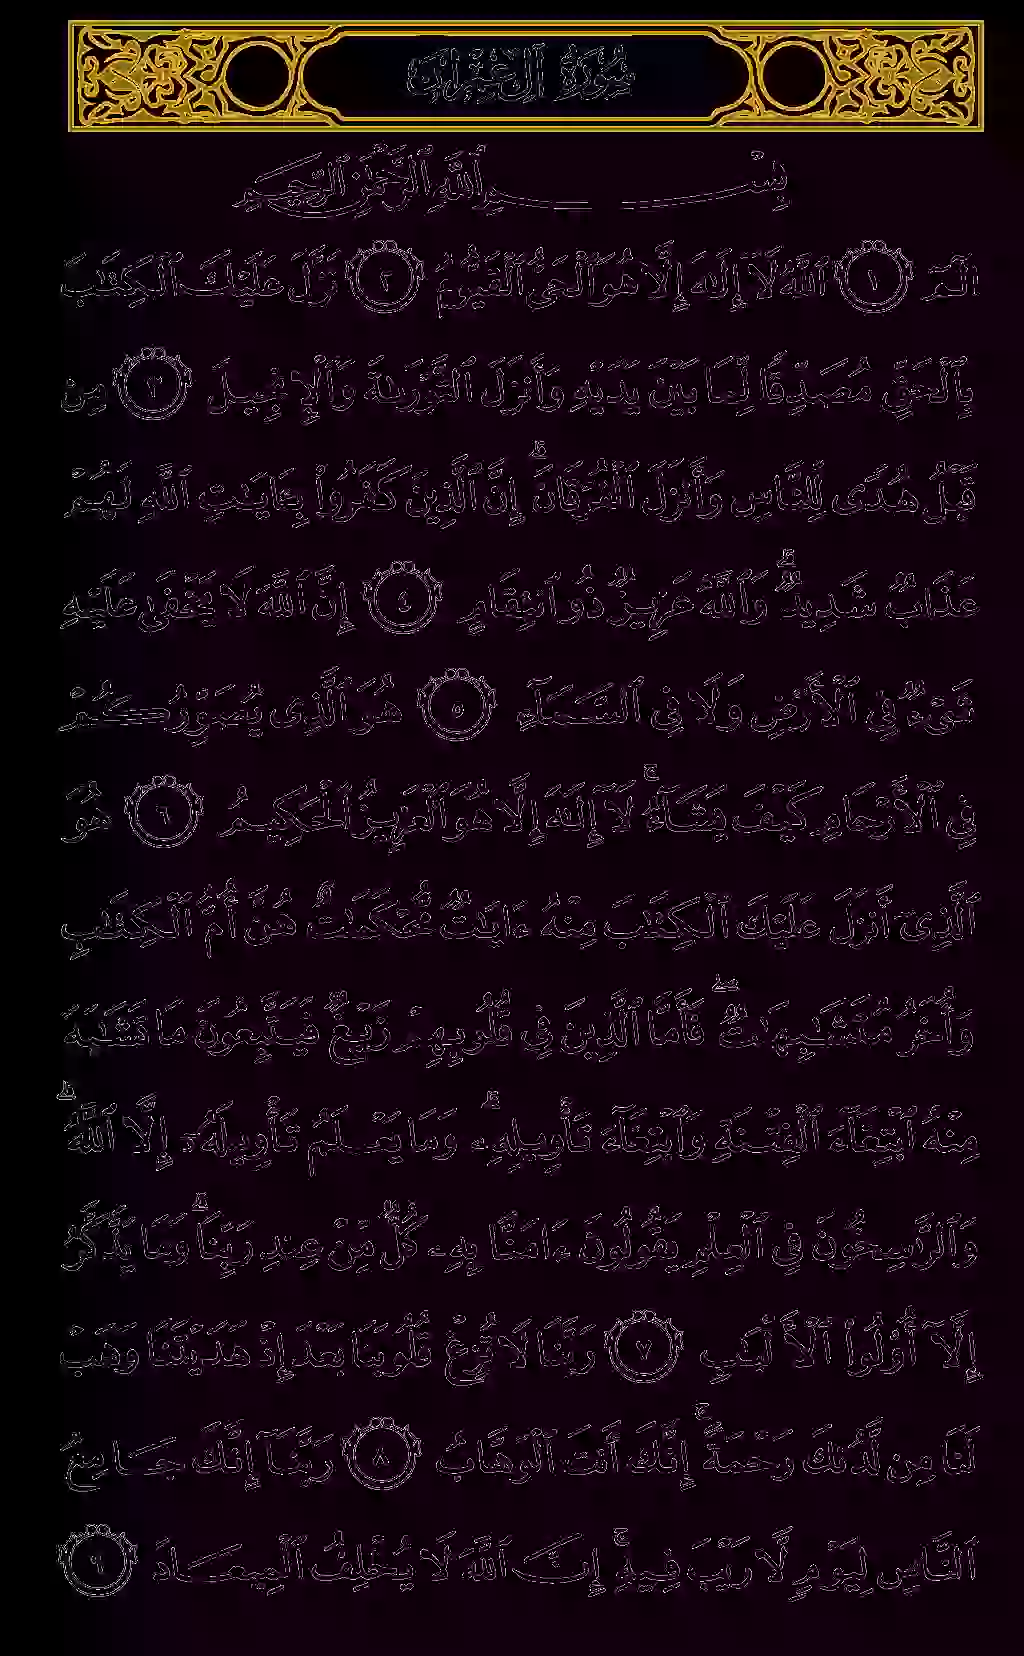 سُورَةُ آلِ عِمْرَانَ
بِسْمِ ٱللَّهِ ٱلرَّحْمَٰنِ ٱلرَّحِيمِ
الٓمٓ ١ ٱللَّهُ لَآ إِلَٰهَ إِلَّا هُوَ ٱلْحَىُّ ٱلْقَيُّومُ ٢ نَزَّلَ عَلَيْكَ ٱلْكِتَٰبَ
بِٱلْحَقِّ مُصَدِّقًا لِّمَا بَيْنَ يَدَيْهِ وَأَنزَلَ ٱلتَّوْرَىٰةَ وَٱلْإِنجِيلَ ٣ مِن
قَبْلُ هُدًى لِّلنَّاسِ وَأَنزَلَ ٱلْفُرْقَانَ ۗ إِنَّ ٱلَّذِينَ كَفَرُوا۟ بِـَٔايَٰتِ ٱللَّهِ لَهُمْ
عَذَابٌ شَدِيدٌ ۗ وَٱللَّهُ عَزِيزٌ ذُو ٱنتِقَامٍ ٤ إِنَّ ٱللَّهَ لَا يَخْفَىٰ عَلَيْهِ
شَىْءٌ فِى ٱلْأَرْضِ وَلَا فِى ٱلسَّمَآءِ ٥ هُوَ ٱلَّذِى يُصَوِّرُكُمْ
فِى ٱلْأَرْحَامِ كَيْفَ يَشَآءُ ۚ لَآ إِلَٰهَ إِلَّا هُوَ ٱلْعَزِيزُ ٱلْحَكِيمُ ٦ هُوَ
ٱلَّذِىٓ أَنزَلَ عَلَيْكَ ٱلْكِتَٰبَ مِنْهُ ءَايَٰتٌ مُّحْكَمَٰتٌ هُنَّ أُمُّ ٱلْكِتَٰبِ
وَأُخَرُ مُتَشَٰبِهَٰتٌ ۖ فَأَمَّا ٱلَّذِينَ فِى قُلُوبِهِمْ زَيْغٌ فَيَتَّبِعُونَ مَا تَشَٰبَهَ
مِنْهُ ٱبْتِغَآءَ ٱلْفِتْنَةِ وَٱبْتِغَآءَ تَأْوِيلِهِۦ ۗ وَمَا يَعْلَمُ تَأْوِيلَهُۥٓ إِلَّا ٱللَّهُ ۗ
وَٱلرَّٰسِخُونَ فِى ٱلْعِلْمِ يَقُولُونَ ءَامَنَّا بِهِۦ كُلٌّ مِّنْ عِندِ رَبِّنَا ۗ وَمَا يَذَّكَّرُ
إِلَّآ أُو۟لُوا۟ ٱلْأَلْبَٰبِ ٧ رَبَّنَا لَا تُزِغْ قُلُوبَنَا بَعْدَ إِذْ هَدَيْتَنَا وَهَبْ
لَنَا مِن لَّدُنكَ رَحْمَةً ۚ إِنَّكَ أَنتَ ٱلْوَهَّابُ ٨ رَبَّنَآ إِنَّكَ جَامِعُ
ٱلنَّاسِ لِيَوْمٍ لَّا رَيْبَ فِيهِ ۚ إِنَّ ٱللَّهَ لَا يُخْلِفُ ٱلْمِيعَادَ ٩